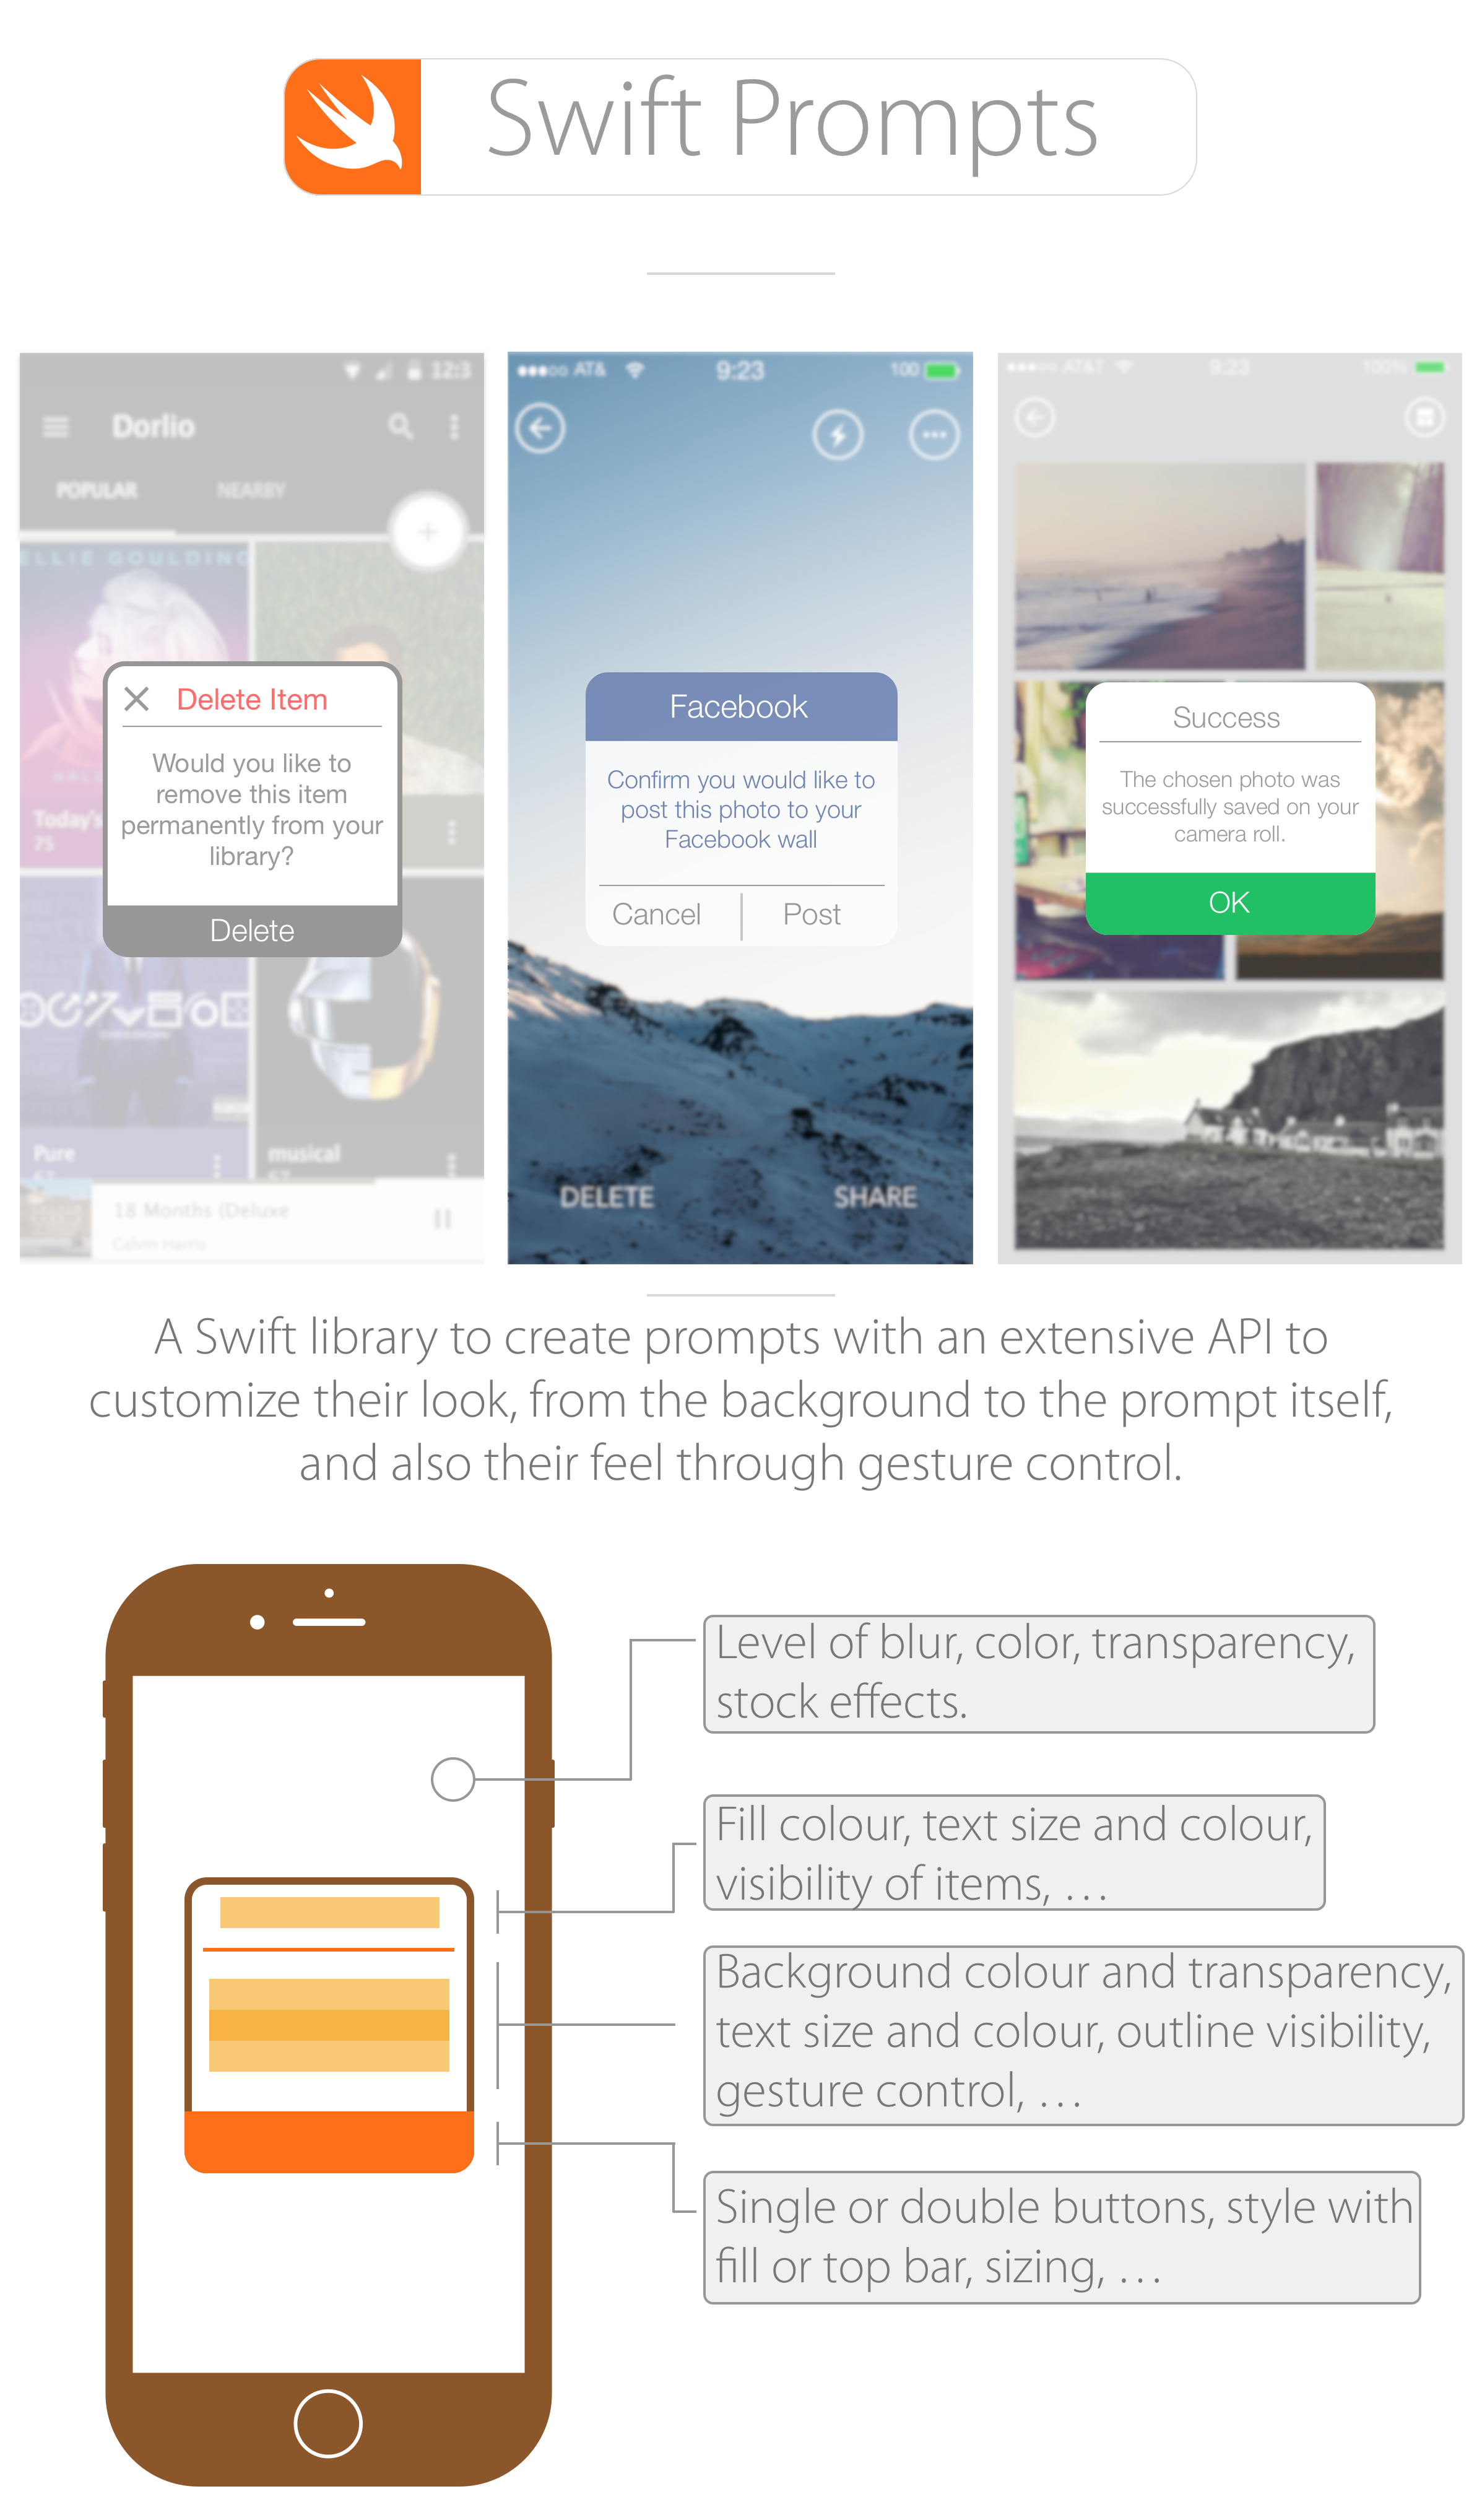 Swift Prompts
12:3
Dorlio
POPULAR
NEARBY
ELLIE GOULDING
Delete Item
Would you like to
remove this item
permanently from your
library?
Delete
Today's
75
Pure
musical
18 Months (Deluxe
Calvin Harris
AT&
9:23
100
Facebook
Confirm you would like to
post this photo to your
Facebook wall
Cancel
Post
DELETE
SHARE
AT&T
9:23
100%
Success
The chosen photo was
successfully saved on your
camera roll.
OK
A Swift library to create prompts with an extensive API to
customize their look, from the background to the prompt itself,
and also their feel through gesture control.
Level of blur, color, transparency,
stock effects.
Fill colour, text size and colour,
visibility of items, …
Background colour and transparency,
text size and colour, outline visibility,
gesture control, …
Single or double buttons, style with
fill or top bar, sizing, …